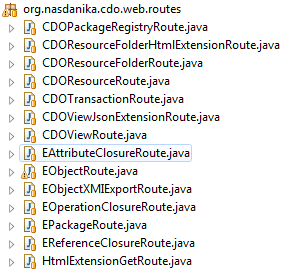 org.nasdanika.cdo.web.routes
CDOPackageRegistryRoute.java
CDOResourceFolderHtmlExtensionRoute.java
CDOResourceFolderRoute.java
CDOResourceRoute.java
CDOTransactionRoute.java
CDOViewJsonExtensionRoute.java
CDOViewRoute.java
EAttributeClosureRoute.java
EObjectRoute.java
EObjectXMIExportRoute.java
EOperationClosureRoute.java
EPackageRoute.java
EReferenceClosureRoute.java
HtmlExtensionGetRoute.java